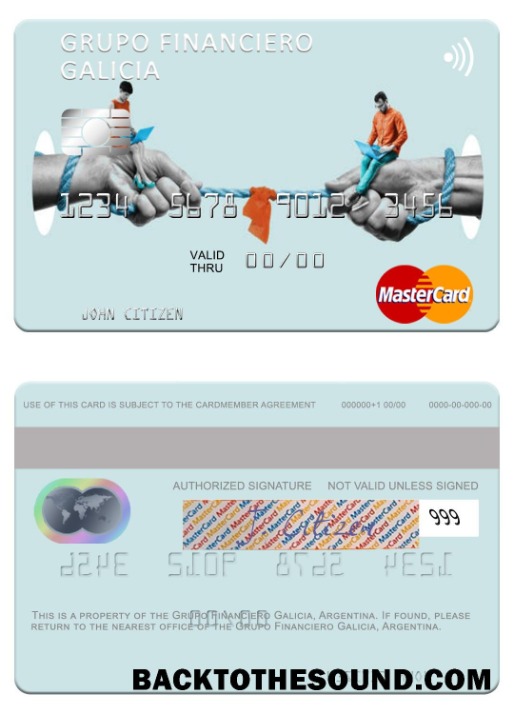 GRUPO FINANCIERO
GALICIA
1234 5678 9012 3456
VALID
THRU 00/00
MasterCard
JOHN CITIZEN
USE OF THIS CARD IS SUBJECT TO THE CARDMEMBER AGREEMENT 000000+1 00/00 0000-00-000-00
AUTHORIZED SIGNATURE NOT VALID UNLESS SIGNED
999
THIS IS A PROPERTY OF THE GRUPO FINANCIERO GALICIA, ARGENTINA. IF FOUND, PLEASE
RETURN TO THE NEAREST OFFICE OF THE GRUPO FINANCIERO GALICIA, ARGENTINA.
BACKTOTHESOUND.COM